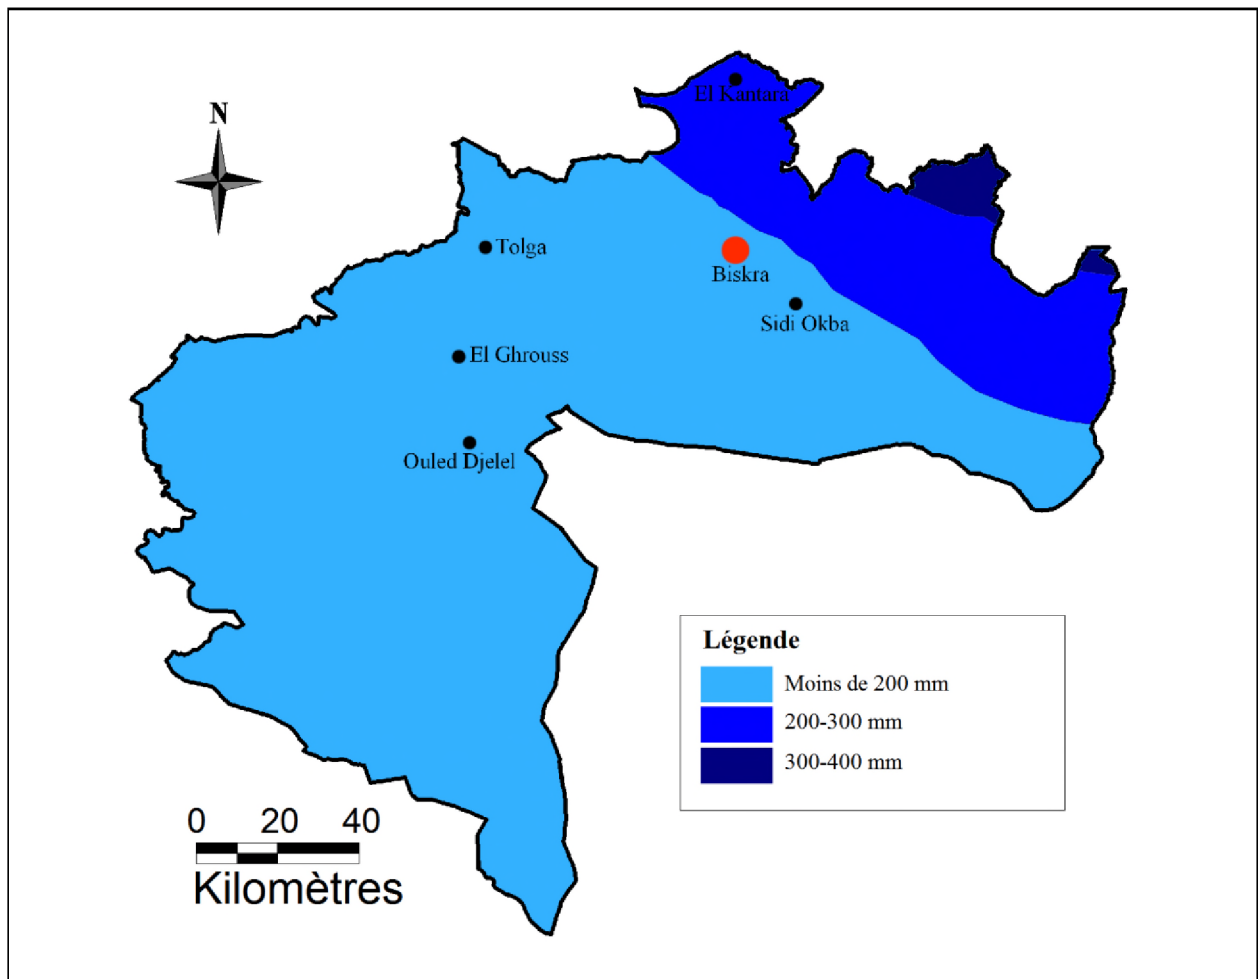 N
El Kantara
Tolga
Biskra
Sidi Okba
El Ghrouss
Ouled Djelel
Légende
Moins de 200 mm
200-300 mm
300-400 mm
0 20 40
Kilomètres